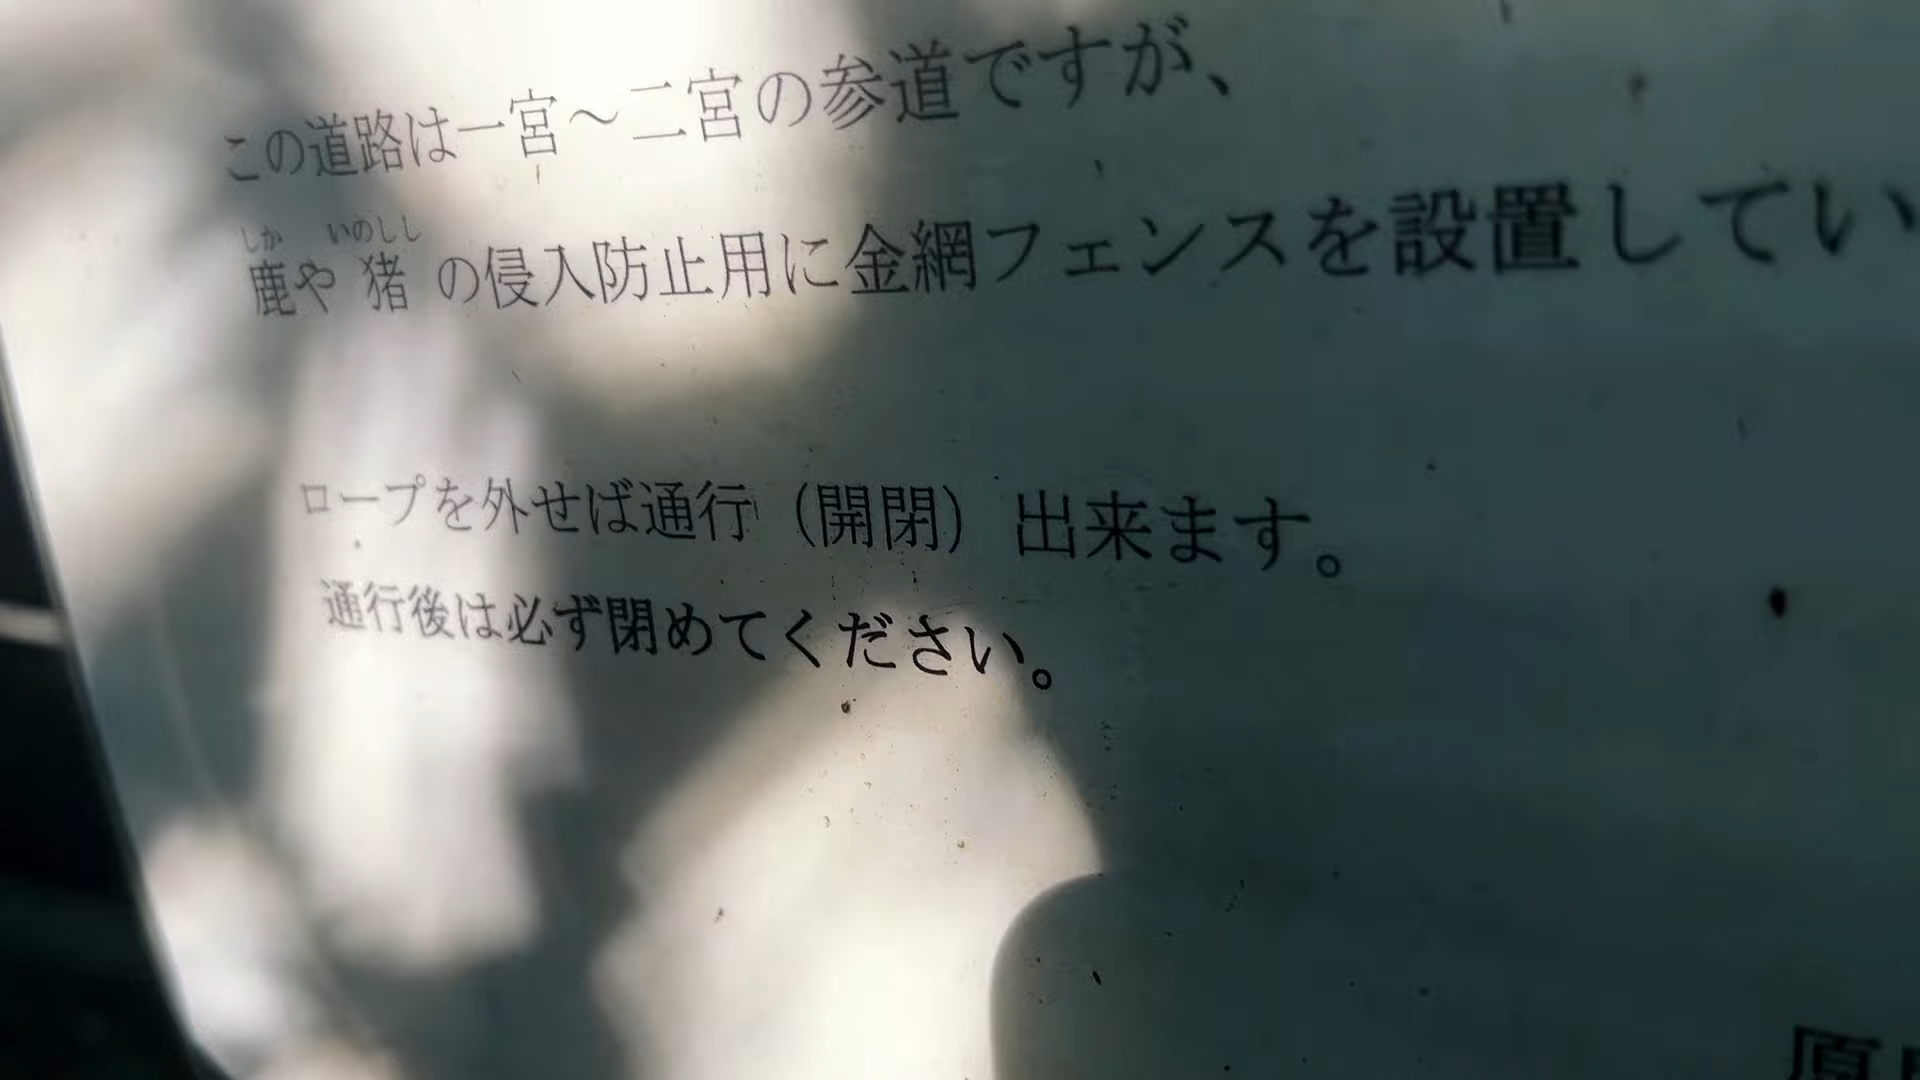 この道路は一宮～二宮の参道ですが、
しか いのしし
鹿や 猪 の侵入防止用に金網フェンスを設置してい
ロープを外せば通行（開閉）出来ます。
通行後は必ず閉めてください。
原